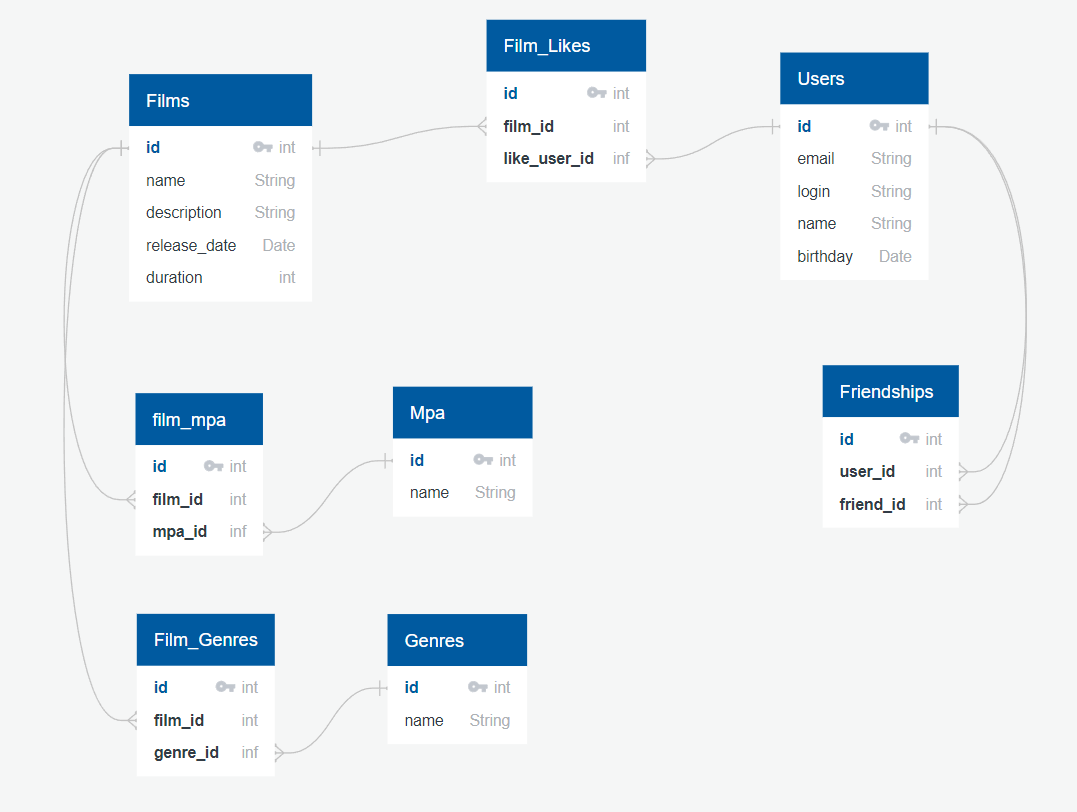 Films
id int
name String
description String
release_date Date
duration int
Film_Likes
id int
film_id int
like_user_id inf
Users
id int
email String
login String
name String
birthday Date
film_mpa
id int
film_id int
mpa_id inf
Mpa
id int
name String
Friendships
id int
user_id int
friend_id int
Film_Genres
id int
film_id int
genre_id inf
Genres
id int
name String